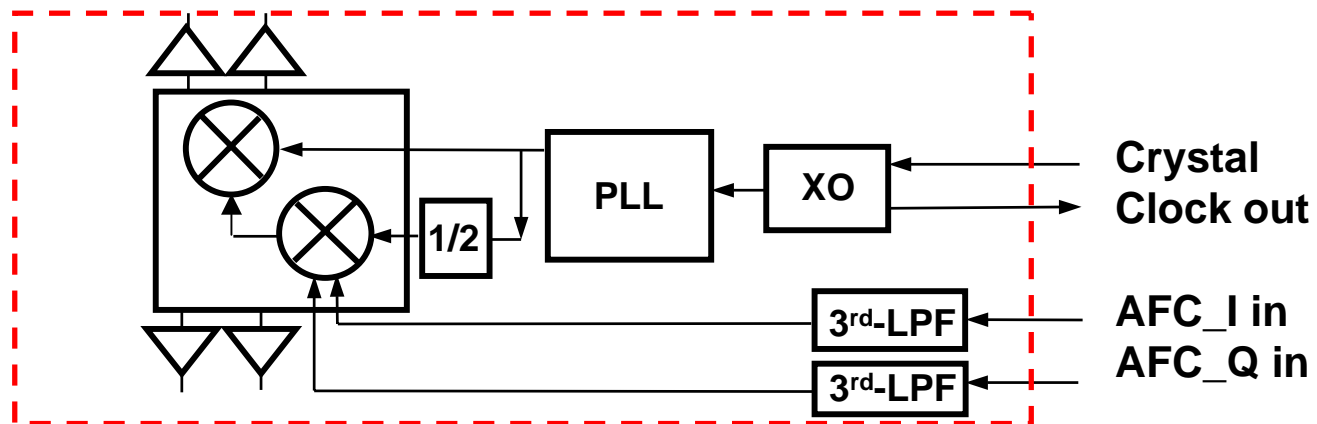 Crystal
PLL
XO
1/2
Clock out
3rd-LPF
AFC_I in
3rd-LPF
AFC_Q in